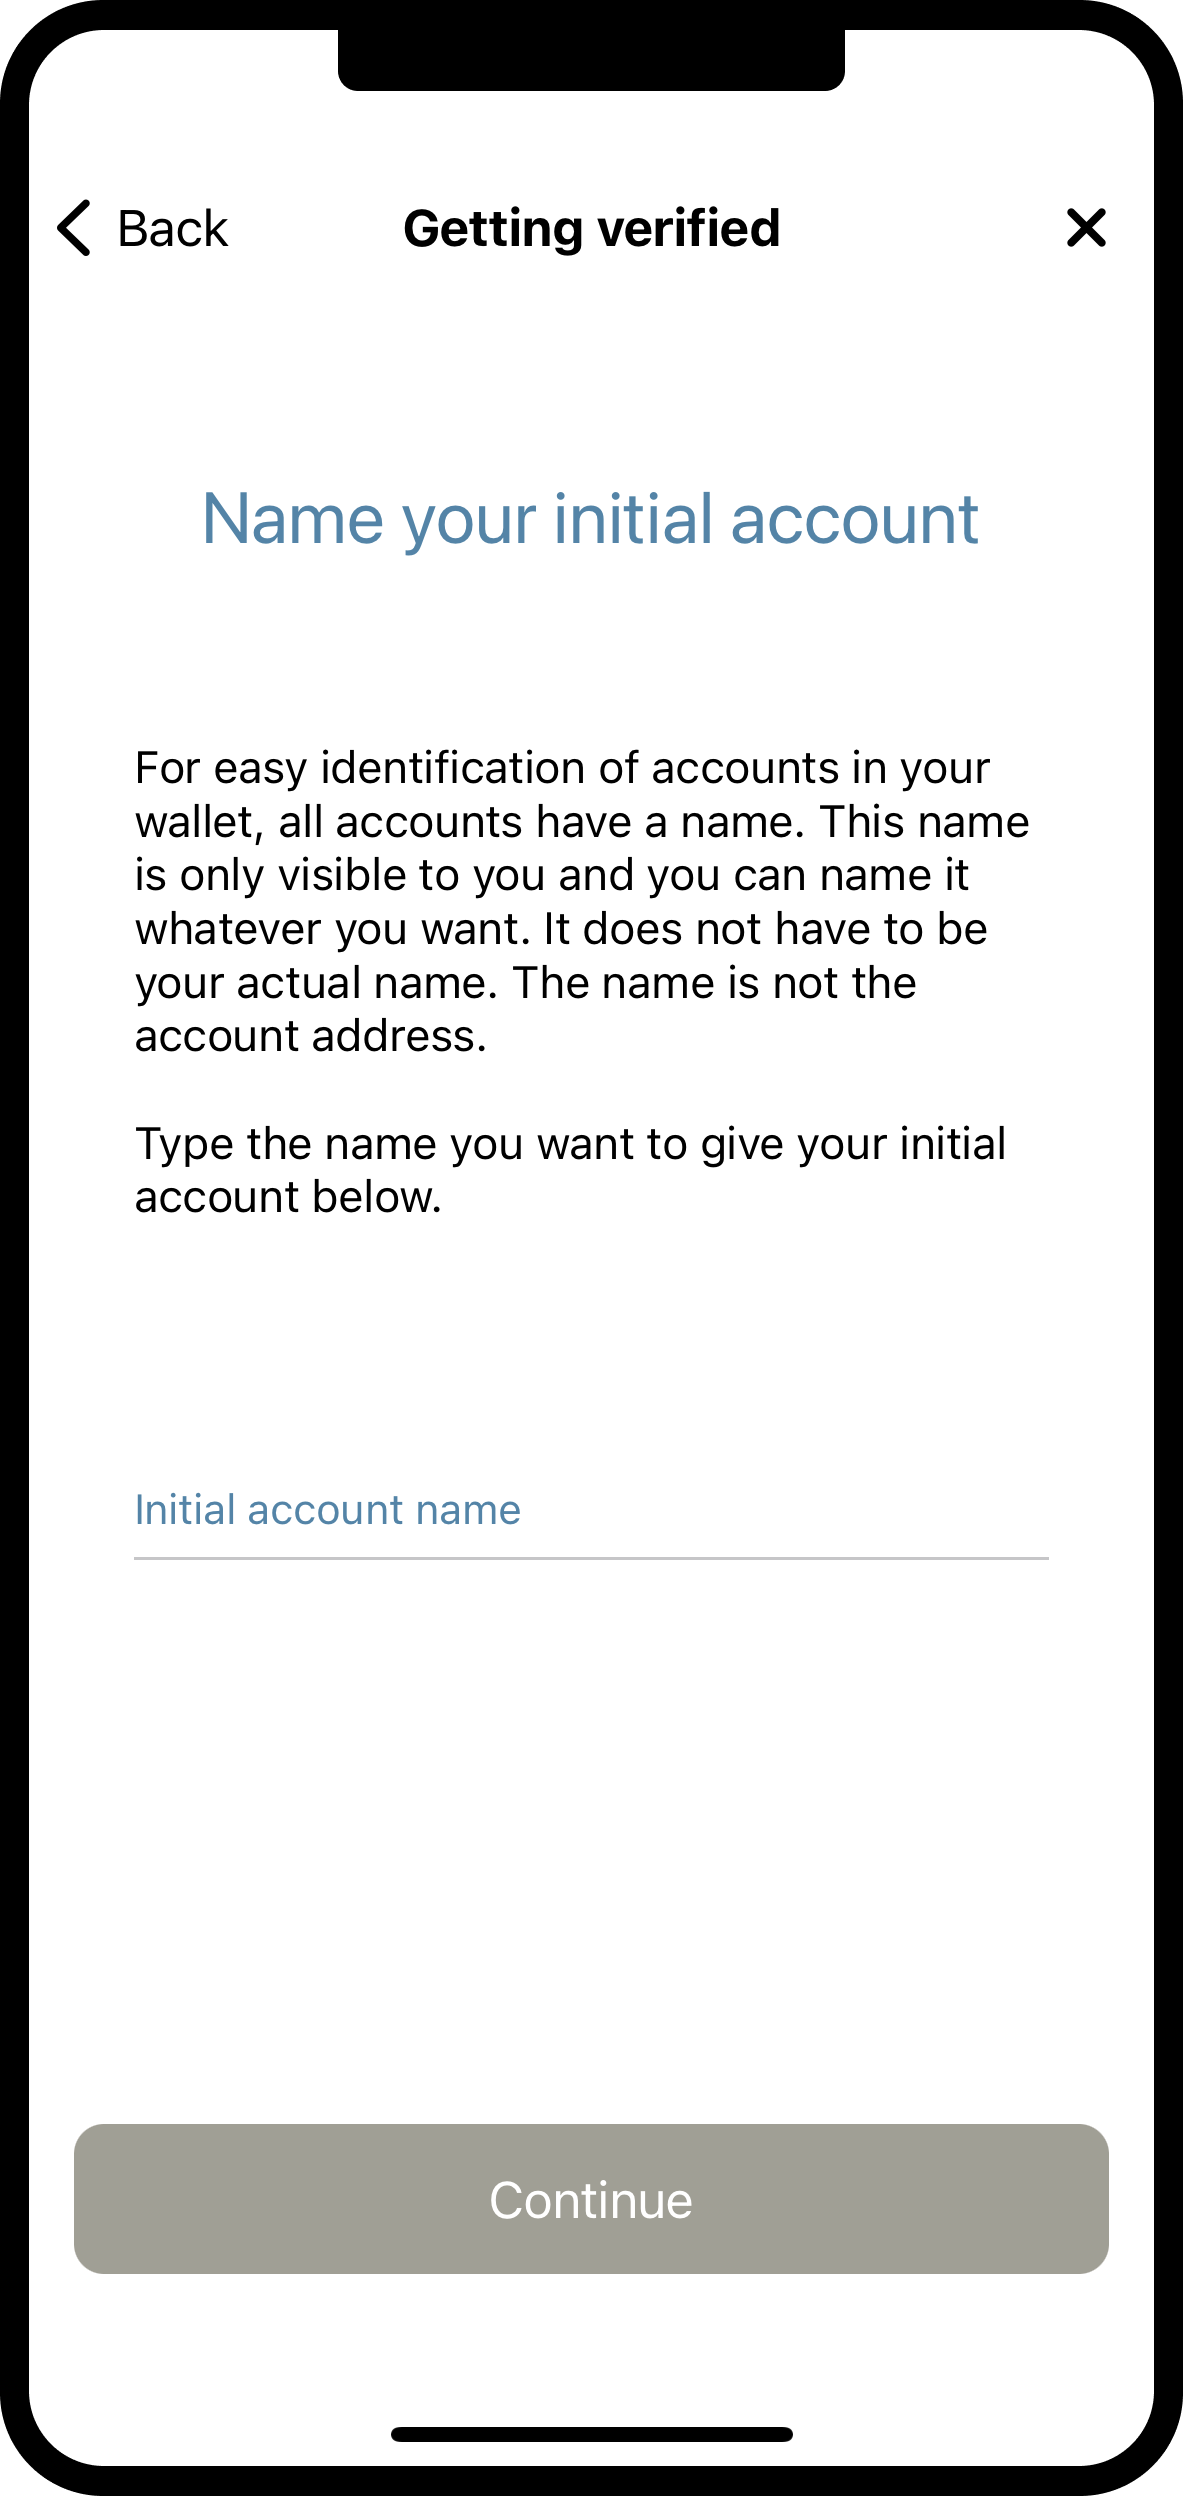 Back
Getting verified
Name your initial account
For easy identification of accounts in your
wallet, all accounts have a name. This name
is only visible to you and you can name it
whatever you want. It does not have to be
your actual name. The name is not the
account address.
Type the name you want to give your initial
account below.
Initial account name
Continue